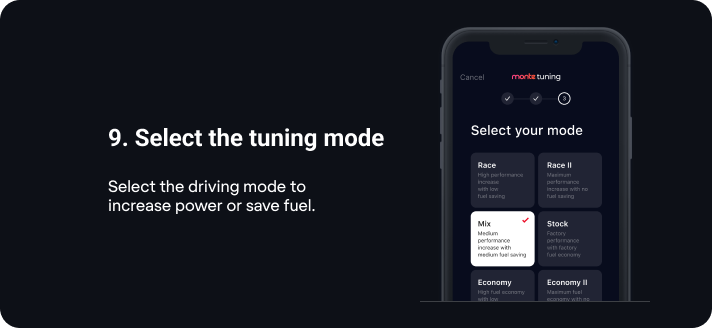 9. Select the tuning mode
Select the driving mode to
increase power or save fuel.
Cancel
monte tuning
3
Select your mode
Race
High performance
increase
with low
fuel saving
Race II
Maximum
performance
increase with no
fuel saving
Mix
Medium
performance
increase with
medium fuel saving
Stock
Factory
performance
with factory
fuel economy
Economy
High fuel economy
with low
Economy II
Maximum fuel
economy with no